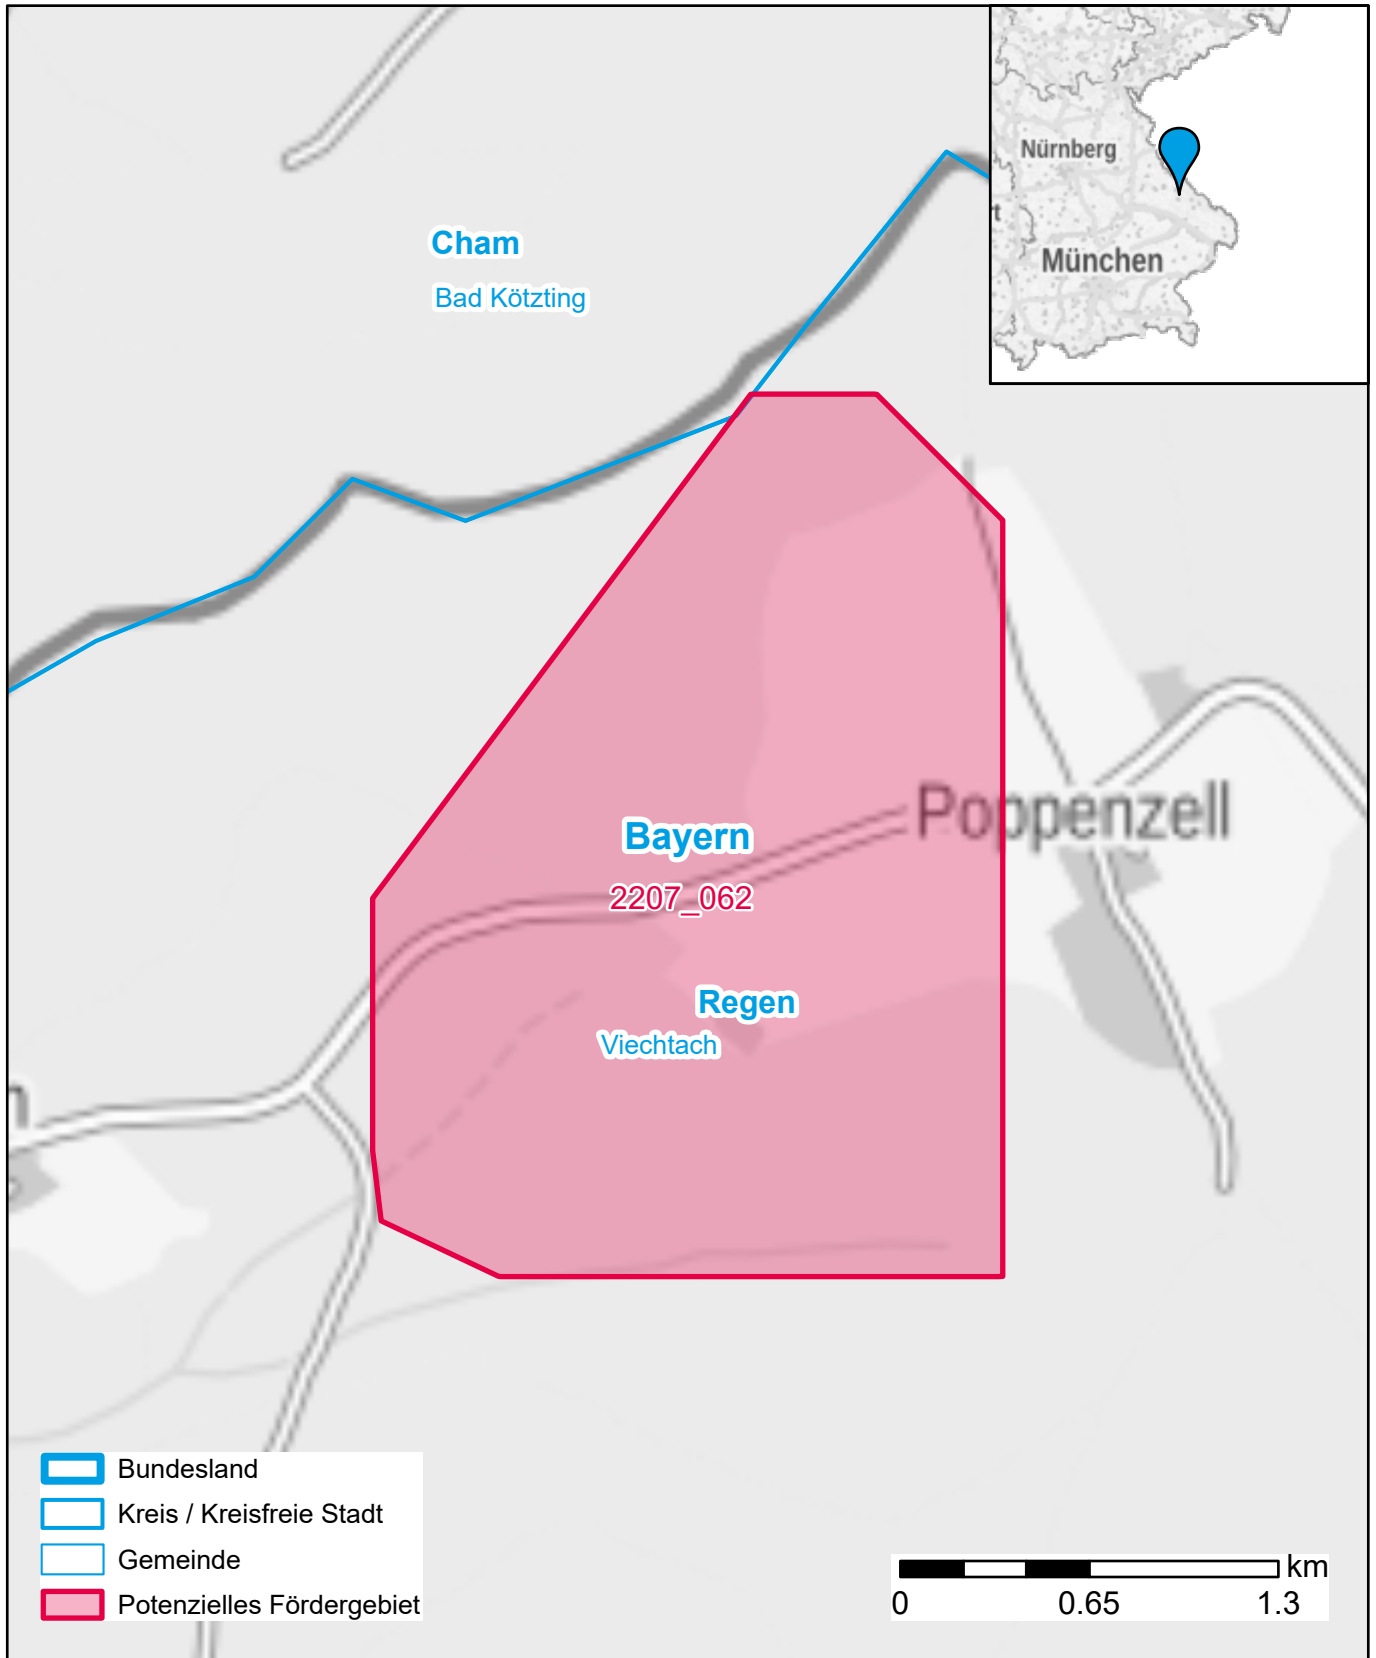 Nürnberg
München
Cham
Bad Kötzting
Poppenzell
Bayern
2207_062
Regen
Viechtach
Bundesland
Kreis / Kreisfreie Stadt
Gemeinde
Potenzielles Fördergebiet
km
0 0.65 1.3